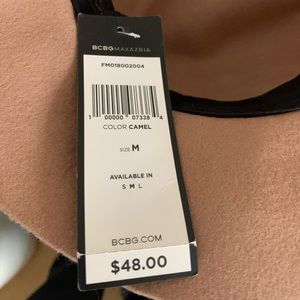 BCBGMAXAZRIA
FM018002004
1 00000 07338 4
COLOR CAMEL
SIZE M
AVAILABLE IN
S M L
BCBG.COM
$48.00